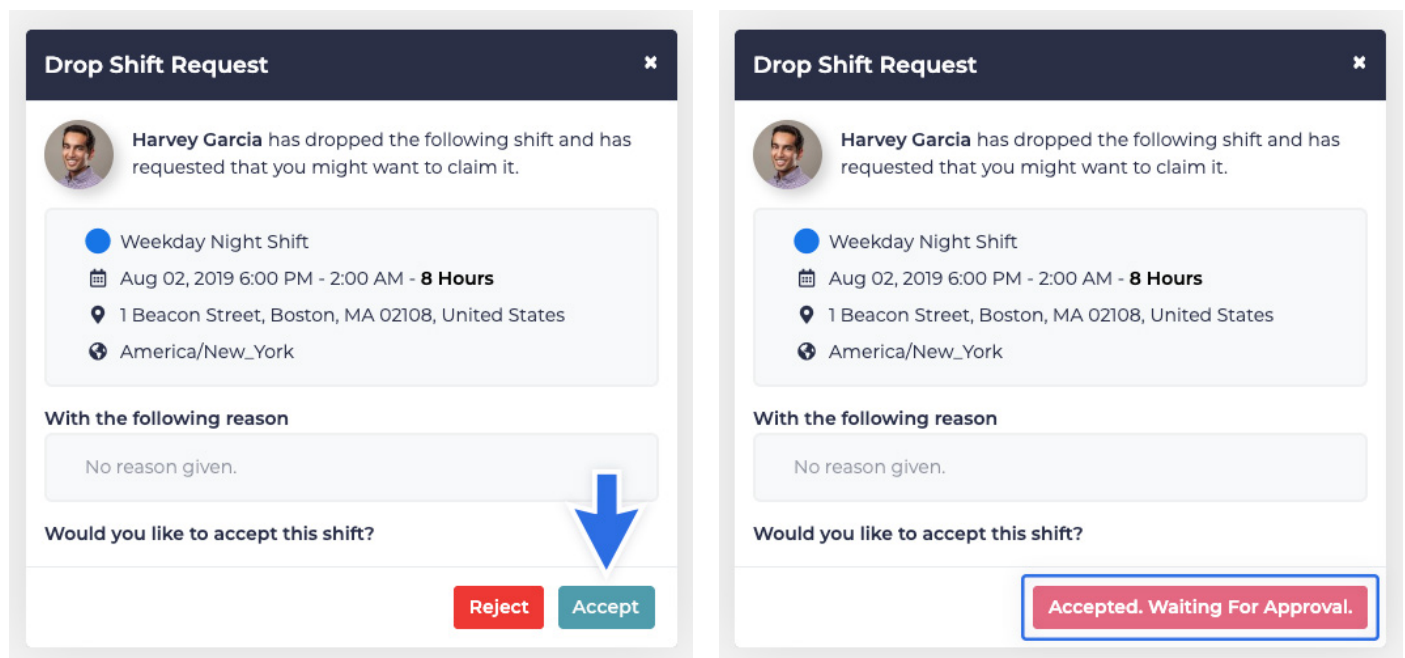 Drop Shift Request
Harvey Garcia has dropped the following shift and has
requested that you might want to claim it.
Weekday Night Shift
Aug 02, 2019 6:00 PM - 2:00 AM - 8 Hours
1 Beacon Street, Boston, MA 02108, United States
America/New_York
With the following reason
No reason given.
Would you like to accept this shift?
Reject Accept
Drop Shift Request
Harvey Garcia has dropped the following shift and has
requested that you might want to claim it.
Weekday Night Shift
Aug 02, 2019 6:00 PM - 2:00 AM - 8 Hours
1 Beacon Street, Boston, MA 02108, United States
America/New_York
With the following reason
No reason given.
Would you like to accept this shift?
Accepted. Waiting For Approval.